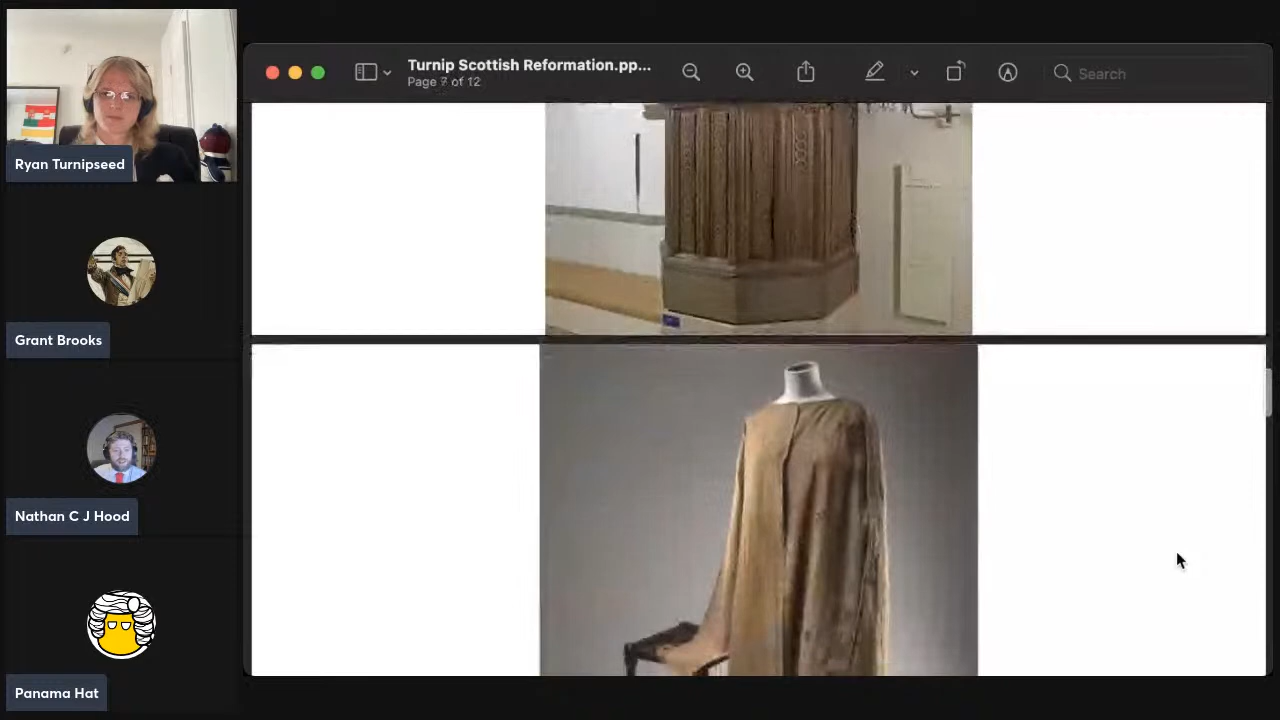 Turnip Scottish Reformation.pp...
Page 7 of 12
Search
Ryan Turnipseed
Grant Brooks
Nathan C J Hood
Panama Hat